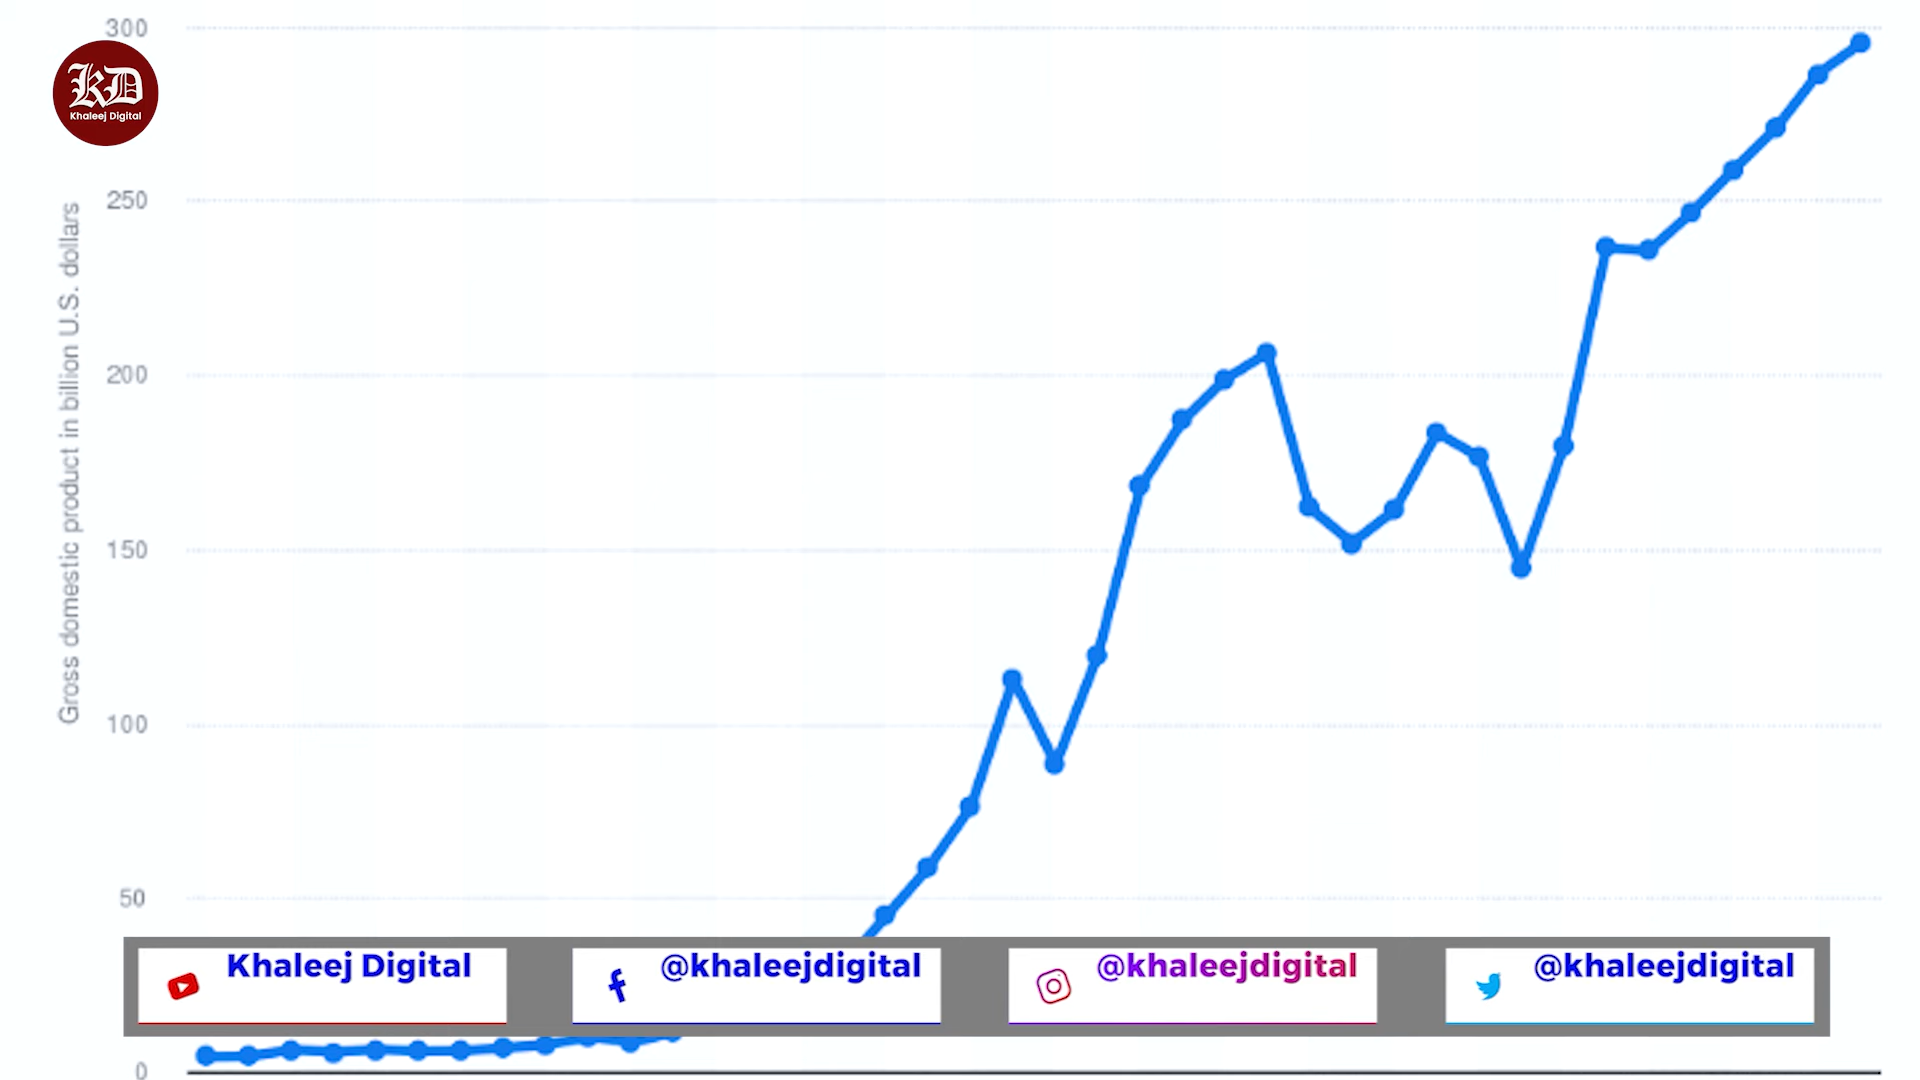 300
KD
Khaleej Digital
250
Gross domestic product in billion U.S. dollars
200
150
100
50
Khaleej Digital
@khaleejdigital
@khaleejdigital
@khaleejdigital
0